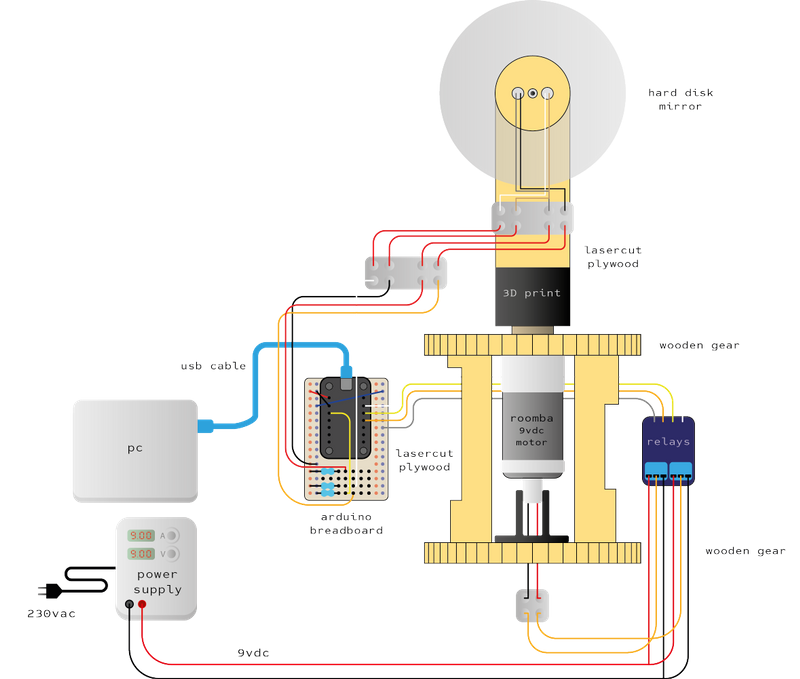 hard disk
mirror
lasercut
plywood
3D print
wooden gear
usb cable
roomba
9vdc
motor
relays
pc
lasercut
plywood
arduino
breadboard
wooden gear
9.00 A
9.00 V
power
supply
230vac
9vdc